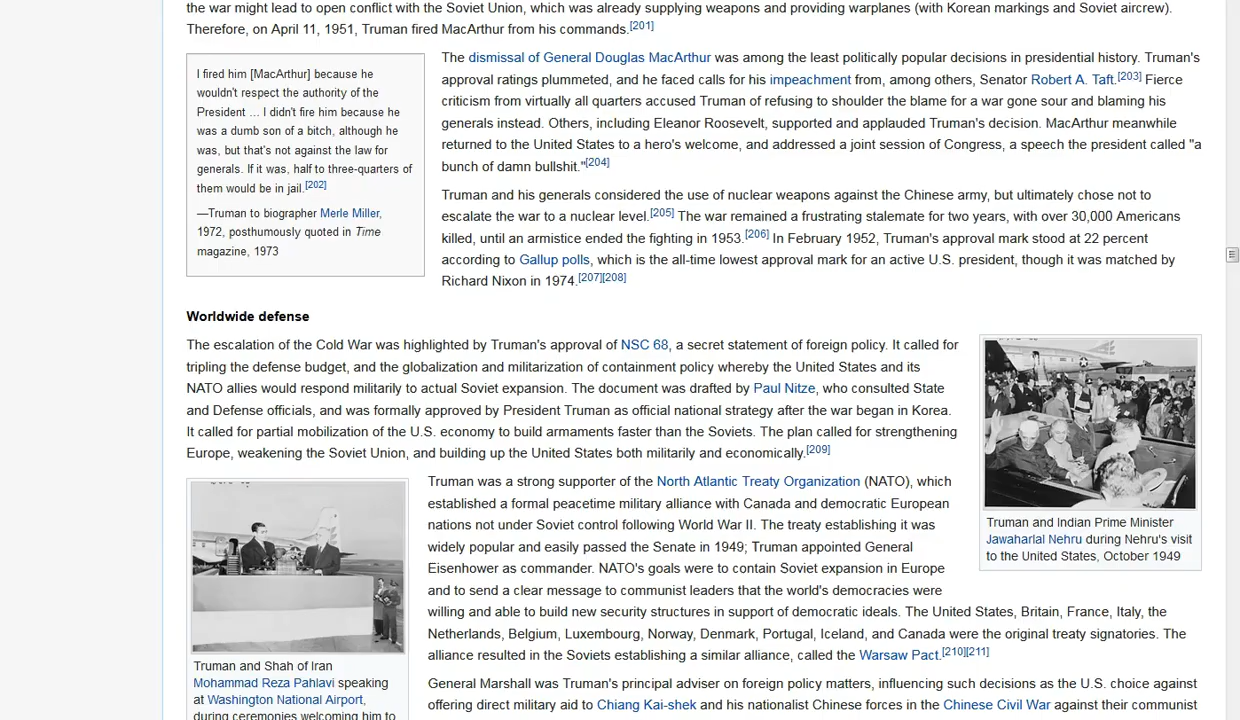 the war might lead to open conflict with the Soviet Union, which was already supplying weapons and providing warplanes (with Korean markings and Soviet aircrew).
Therefore, on April 11, 1951, Truman fired MacArthur from his commands.[201]
I fired him [MacArthur] because he
wouldn't respect the authority of the
President ... I didn't fire him because he
was a dumb son of a bitch, although he
was, but that's not against the law for
generals. If it was, half to three-quarters of
them would be in jail.[202]
—Truman to biographer Merle Miller,
1972, posthumously quoted in Time
magazine, 1973
The dismissal of General Douglas MacArthur was among the least politically popular decisions in presidential history. Truman's
approval ratings plummeted, and he faced calls for his impeachment from, among others, Senator Robert A. Taft.[203] Fierce
criticism from virtually all quarters accused Truman of refusing to shoulder the blame for a war gone sour and blaming his
generals instead. Others, including Eleanor Roosevelt, supported and applauded Truman's decision. MacArthur meanwhile
returned to the United States to a hero's welcome, and addressed a joint session of Congress, a speech the president called "a
bunch of damn bullshit."[204]
Truman and his generals considered the use of nuclear weapons against the Chinese army, but ultimately chose not to
escalate the war to a nuclear level.[205] The war remained a frustrating stalemate for two years, with over 30,000 Americans
killed, until an armistice ended the fighting in 1953.[206] In February 1952, Truman's approval mark stood at 22 percent
according to Gallup polls, which is the all-time lowest approval mark for an active U.S. president, though it was matched by
Richard Nixon in 1974.[207][208]
Worldwide defense
The escalation of the Cold War was highlighted by Truman's approval of NSC 68, a secret statement of foreign policy. It called for
tripling the defense budget, and the globalization and militarization of containment policy whereby the United States and its
NATO allies would respond militarily to actual Soviet expansion. The document was drafted by Paul Nitze, who consulted State
and Defense officials, and was formally approved by President Truman as official national strategy after the war began in Korea.
It called for partial mobilization of the U.S. economy to build armaments faster than the Soviets. The plan called for strengthening
Europe, weakening the Soviet Union, and building up the United States both militarily and economically.[209]
Truman and Indian Prime Minister
Jawaharlal Nehru during Nehru's visit
to the United States, October 1949
Truman was a strong supporter of the North Atlantic Treaty Organization (NATO), which
established a formal peacetime military alliance with Canada and democratic European
nations not under Soviet control following World War II. The treaty establishing it was
widely popular and easily passed the Senate in 1949; Truman appointed General
Eisenhower as commander. NATO's goals were to contain Soviet expansion in Europe
and to send a clear message to communist leaders that the world's democracies were
willing and able to build new security structures in support of democratic ideals. The United States, Britain, France, Italy, the
Netherlands, Belgium, Luxembourg, Norway, Denmark, Portugal, Iceland, and Canada were the original treaty signatories. The
alliance resulted in the Soviets establishing a similar alliance, called the Warsaw Pact.[210][211]
Truman and Shah of Iran
Mohammad Reza Pahlavi speaking
at Washington National Airport,
during ceremonies welcoming him to
General Marshall was Truman's principal adviser on foreign policy matters, influencing such decisions as the U.S. choice against
offering direct military aid to Chiang Kai-shek and his nationalist Chinese forces in the Chinese Civil War against their communist